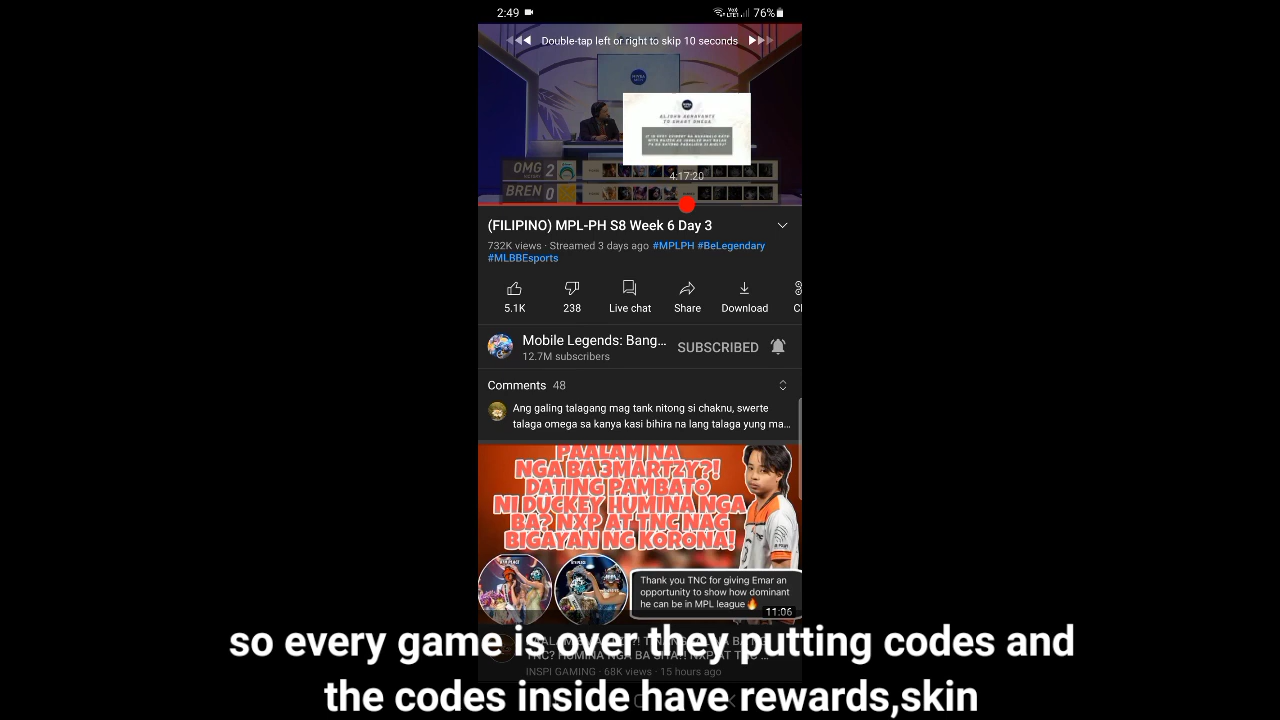 2:49
76%
Double-tap left or right to skip 10 seconds
OMG 2
BREN 0
4:17:20
(FILIPINO) MPL-PH S8 Week 6 Day 3
732K views · Streamed 3 days ago #MPLPH #BeLegendary
#MLBBEsports
5.1K
238
Live chat
Share
Download
Mobile Legends: Bang...
12.7M subscribers
SUBSCRIBED
Comments 48
Ang galing talagang mag tank nitong si chaknu, swerte
talaga omega sa kanya kasi bihira na lang talaga yung ma...
PAALAM NA
NGA BA 3MARTZY?!
DATING PAMBATO
NI DUCKEY HUMINA NGA
BA? NXP AT TNC NAG
BIGAYAN NG KORONA!
Thank you TNC for giving Emar an
opportunity to show how dominant
he can be in MPL league🔥
11:06
INSPI GAMING · 68K views · 15 hours ago
so every game is over they putting codes and
the codes inside have rewards,skin